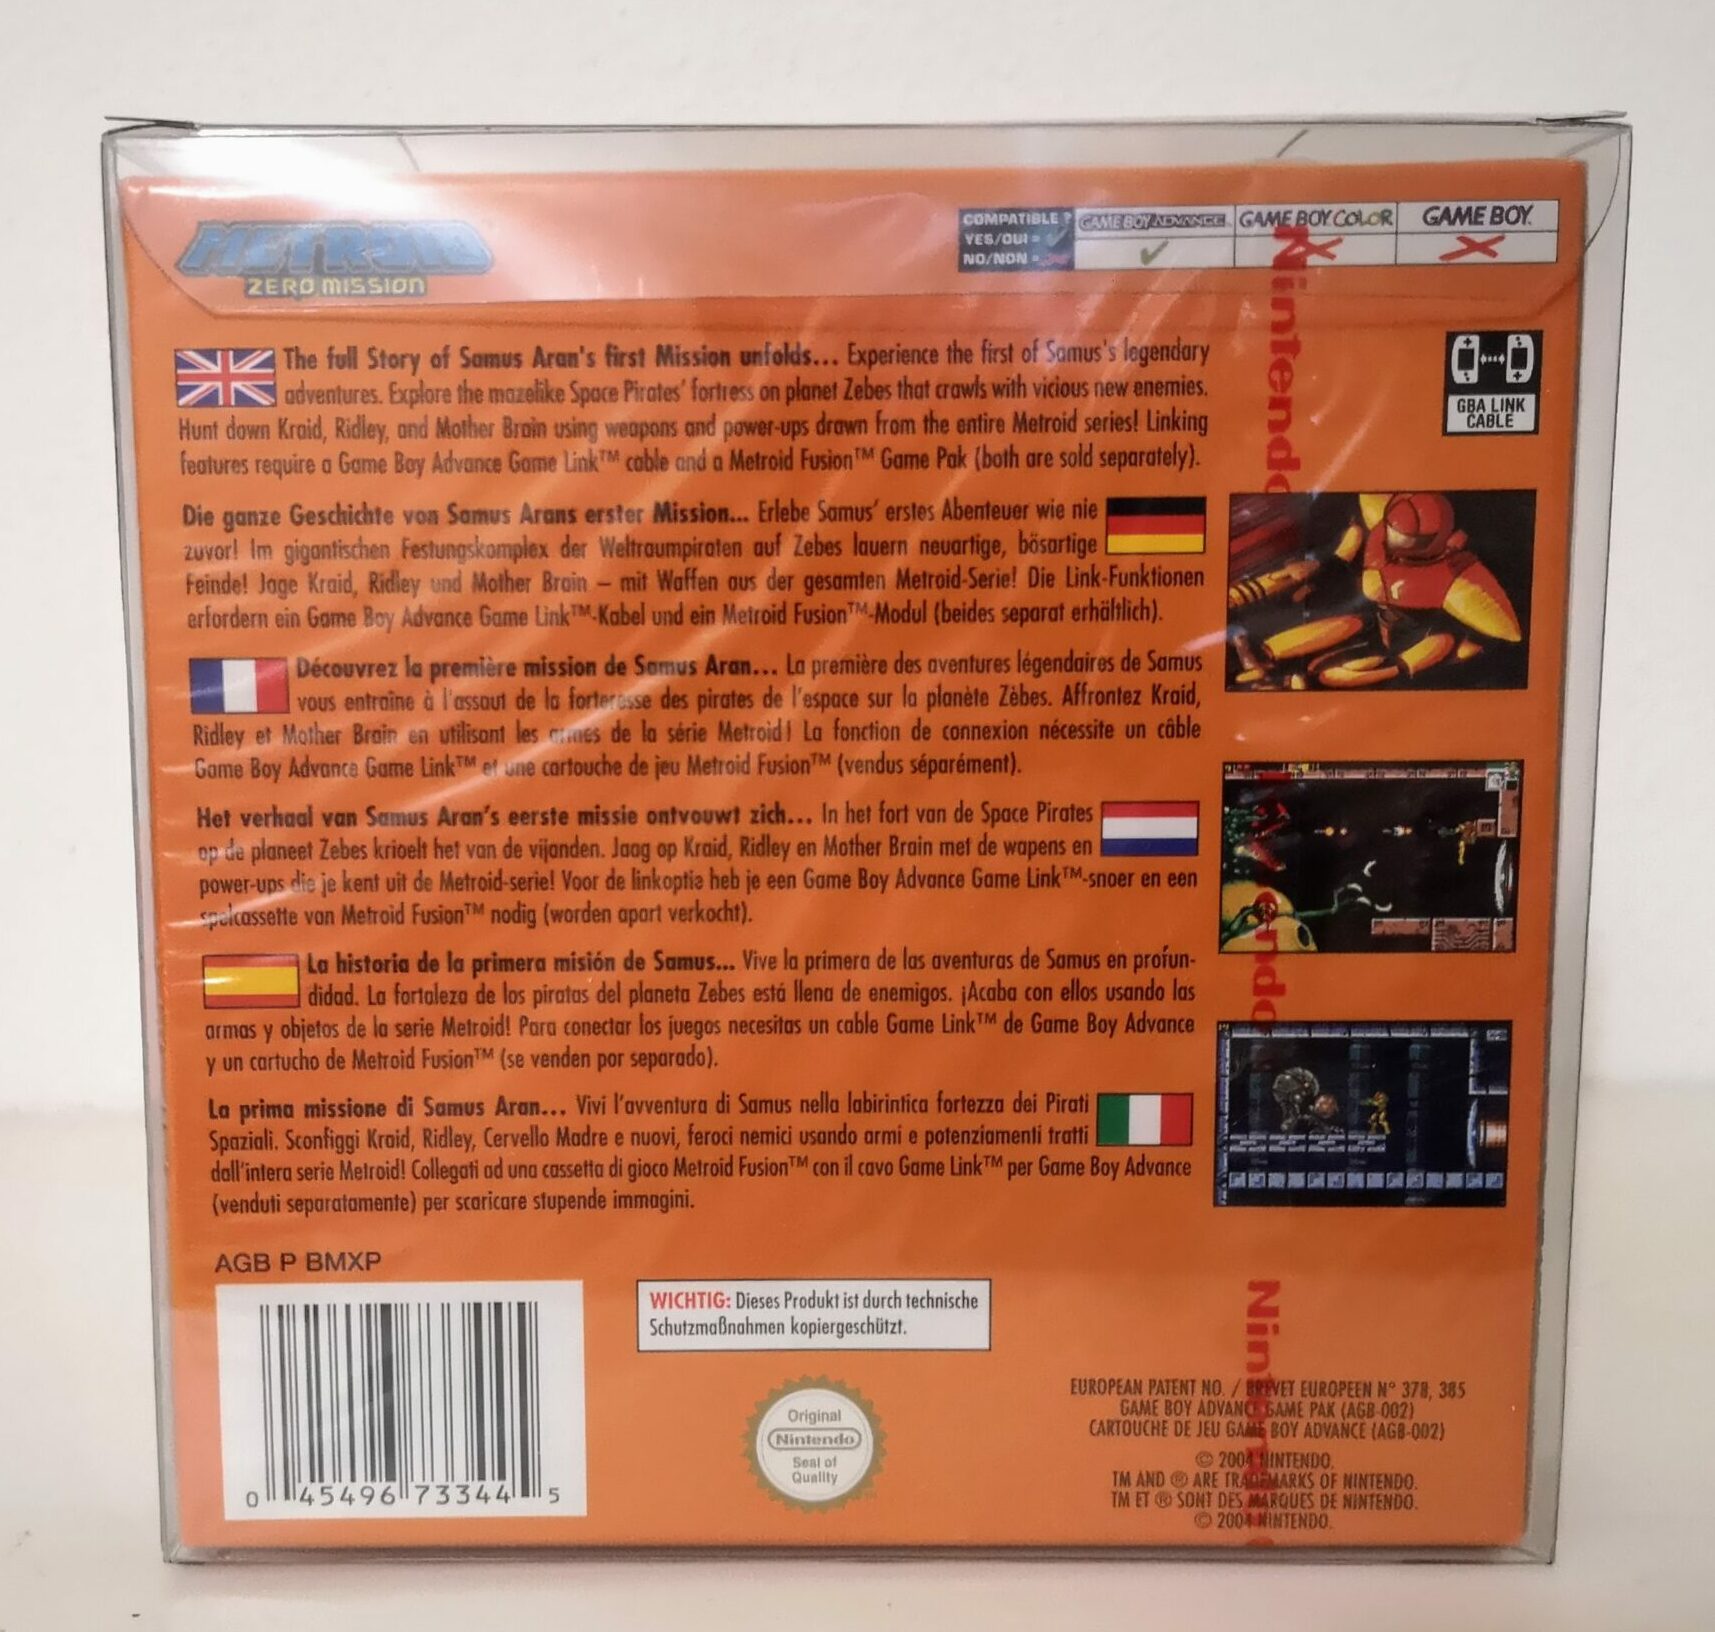 METROID
ZERO MISSION
COMPATIBLE ? GAME BOY ADVANCE GAME BOY COLOR GAME BOY
YES/OUI =
NO/NON =
GBA LINK
CABLE
The full Story of Samus Aran's first Mission unfolds... Experience the first of Samus's legendary
adventures. Explore the mazelike Space Pirates' fortress on planet Zebes that crawls with vicious new enemies.
Hunt down Kraid, Ridley, and Mother Brain using weapons and power-ups drawn from the entire Metroid series! Linking
features require a Game Boy Advance Game Link™ cable and a Metroid Fusion™ Game Pak (both are sold separately).
Die ganze Geschichte von Samus Arans erster Mission... Erlebe Samus' erstes Abenteuer wie nie
zuvor! Im gigantischen Festungskomplex der Weltraumpiraten auf Zebes lauern neuartige, bösartige
Feinde! Jage Kraid, Ridley und Mother Brain – mit Waffen aus der gesamten Metroid-Serie! Die Link-Funktionen
erfordern ein Game Boy Advance Game Link™-Kabel und ein Metroid Fusion™-Modul (beides separat erhältlich).
Découvrez la première mission de Samus Aran... La première des aventures légendaires de Samus
vous entraîne à l'assaut de la forteresse des pirates de l'espace sur la planète Zèbes. Affrontez Kraid,
Ridley et Mother Brain en utilisant les armes de la série Metroid! La fonction de connexion nécessite un câble
Game Boy Advance Game Link™ et une cartouche de jeu Metroid Fusion™ (vendus séparément).
Het verhaal van Samus Aran's eerste missie ontvouwt zich... In het fort van de Space Pirates
op de planeet Zebes krioelt het van de vijanden. Jaag op Kraid, Ridley en Mother Brain met de wapens en
power-ups die je kent uit de Metroid-serie! Voor de linkoptie heb je een Game Boy Advance Game Link™-snoer en een
spelcassette van Metroid Fusion™ nodig (worden apart verkocht).
La historia de la primera misión de Samus... Vive la primera de las aventuras de Samus en profun-
didad. La fortaleza de los piratas del planeta Zebes está llena de enemigos. ¡Acaba con ellos usando las
armas y objetos de la serie Metroid! Para conectar los juegos necesitas un cable Game Link™ de Game Boy Advance
y un cartucho de Metroid Fusion™ (se venden por separado).
La prima missione di Samus Aran... Vivi l'avventura di Samus nella labirintica fortezza dei Pirati
Spaziali. Sconfiggi Kraid, Ridley, Cervello Madre e nuovi, feroci nemici usando armi e potenziamenti tratti
dall'intera serie Metroid! Collegati ad una cassetta di gioco Metroid Fusion™ con il cavo Game Link™ per Game Boy Advance
(venduti separatamente) per scaricare stupende immagini.
AGB P BMXP
0 45496 73344 5
WICHTIG: Dieses Produkt ist durch technische
Schutzmaßnahmen kopiergeschützt.
Original
Nintendo
Seal of
Quality
EUROPEAN PATENT NO. / BREVET EUROPEEN N° 378, 385
GAME BOY ADVANCE GAME PAK (AGB-002)
CARTOUCHE DE JEU GAME BOY ADVANCE (AGB-002)
© 2004 NINTENDO.
TM AND ® ARE TRADEMARKS OF NINTENDO.
TM ET ® SONT DES MARQUES DE NINTENDO.
© 2004 NINTENDO.
Nintendo
Nintendo
Nintendo